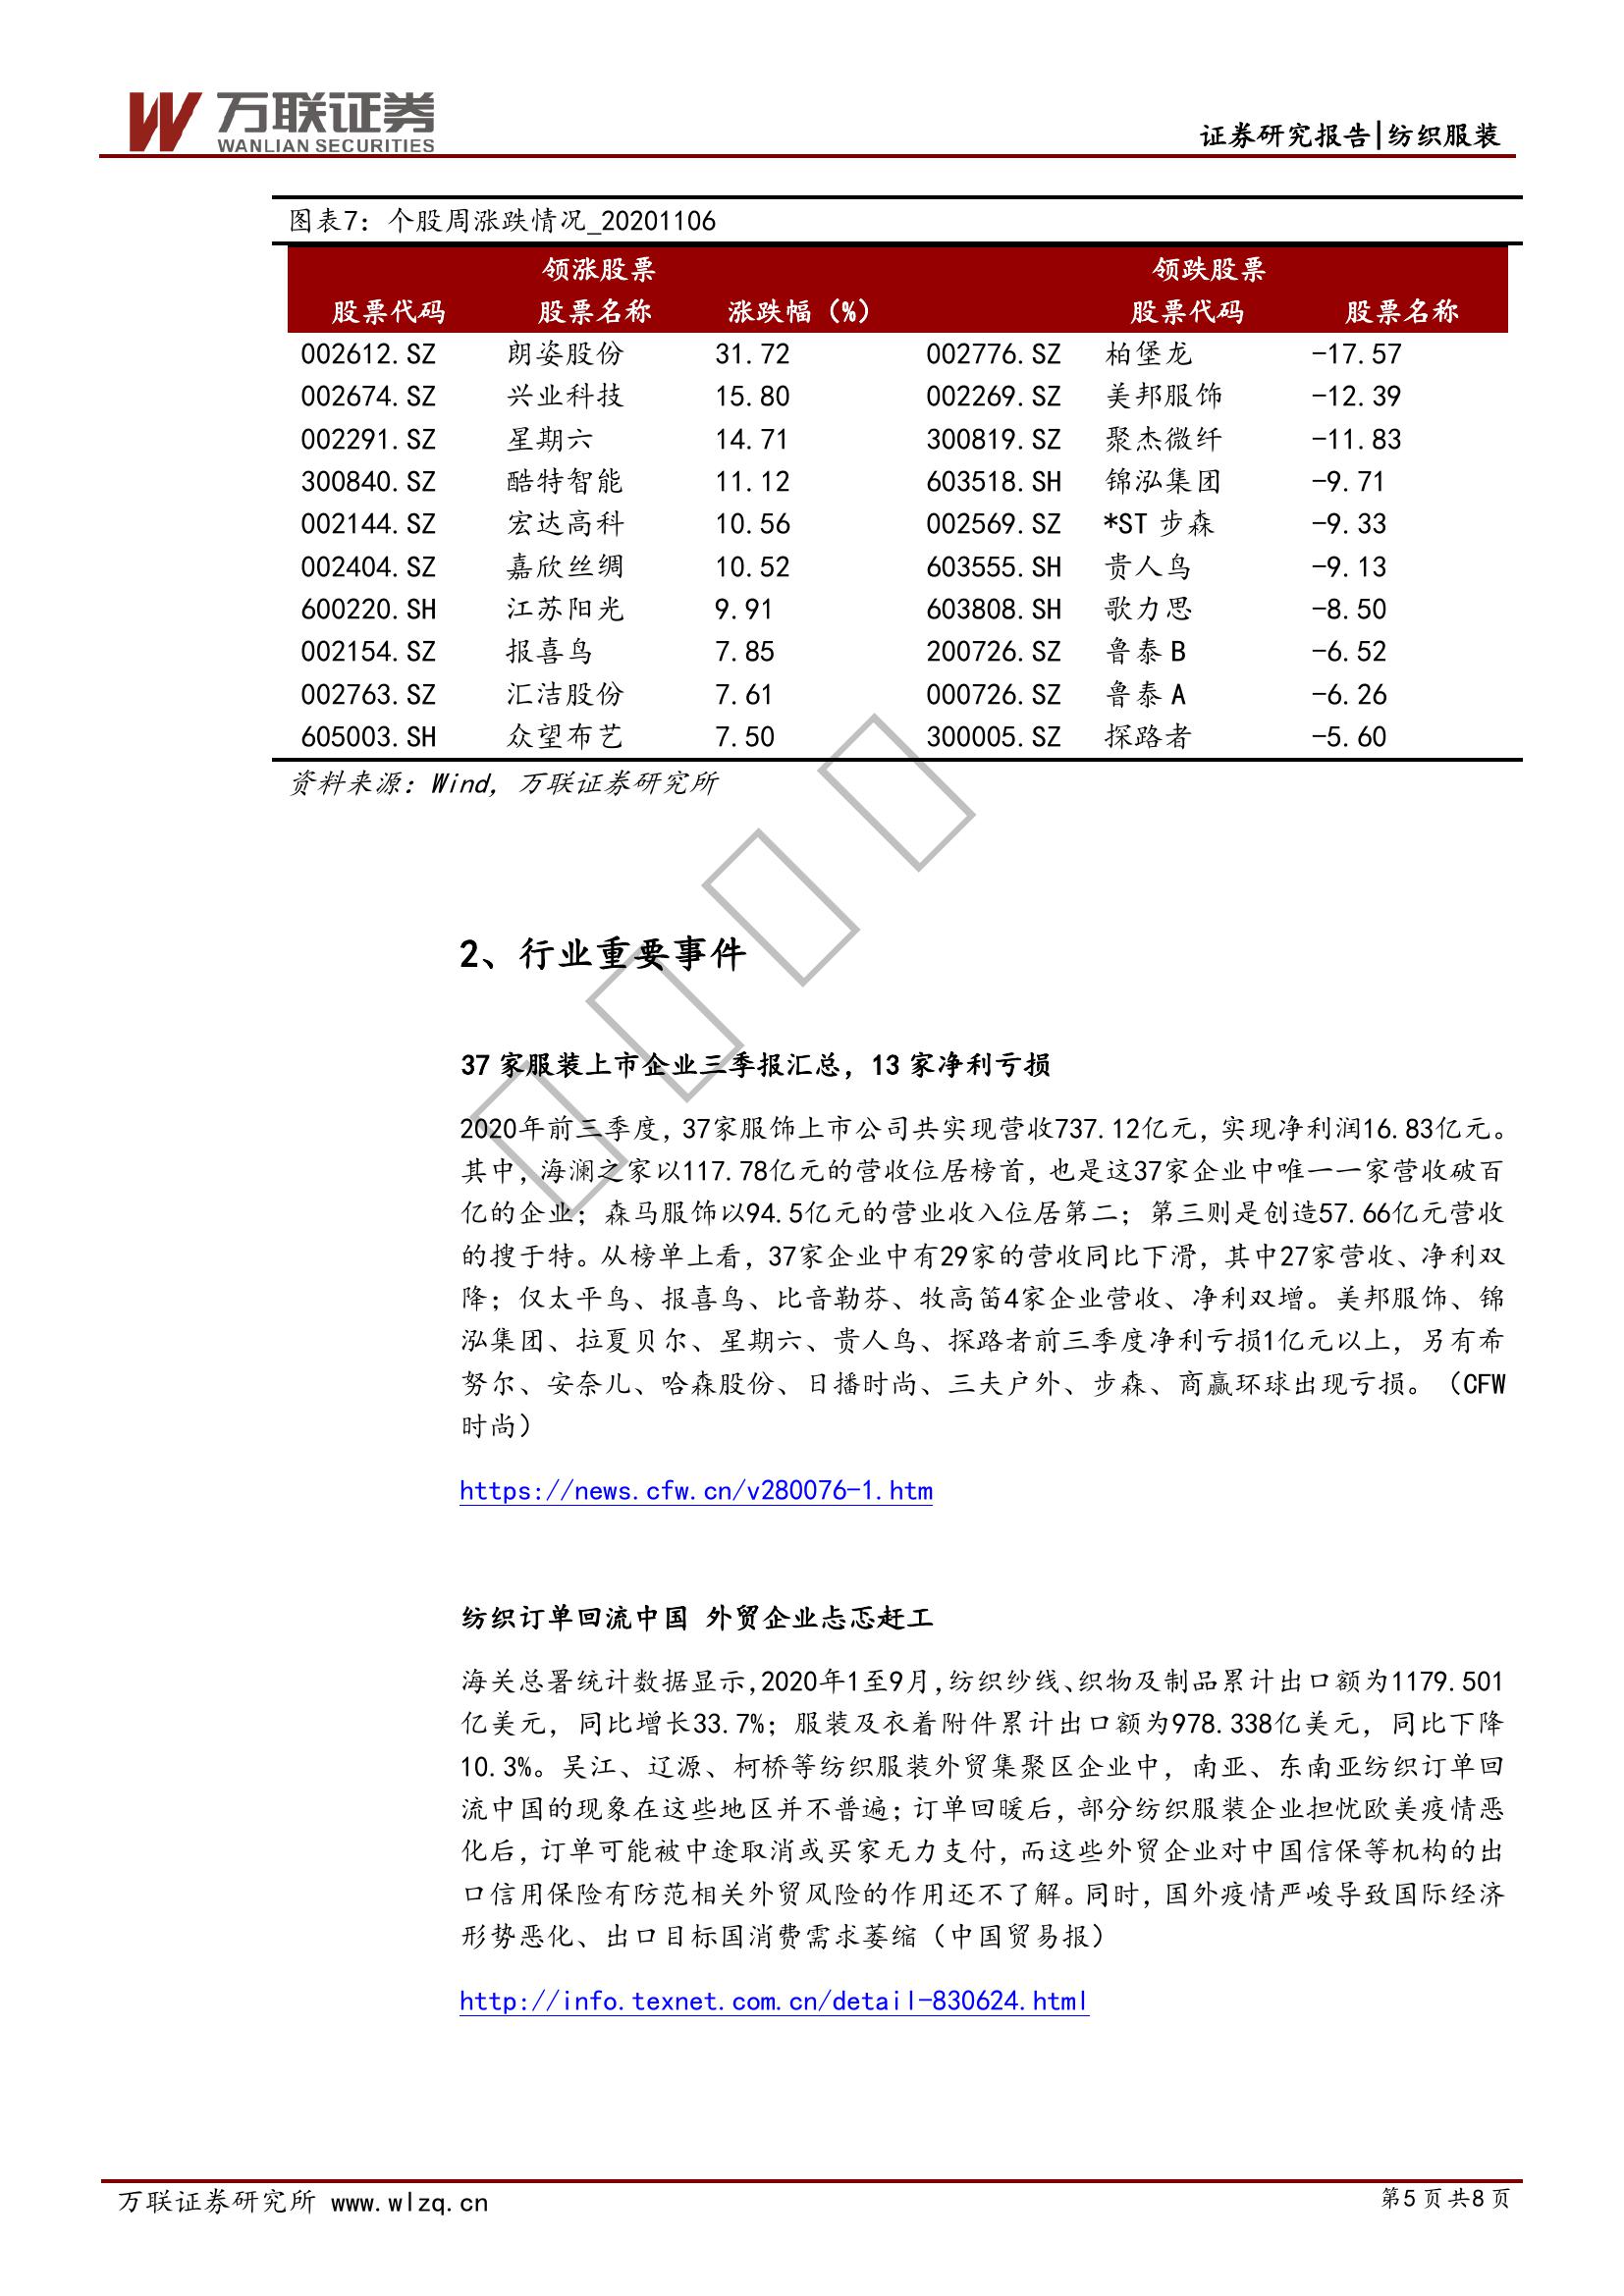 万联证券
WANLIAN SECURITIES
证券研究报告|纺织服装
图表7：个股周涨跌情况_20201106
领涨股票 领跌股票
股票代码 股票名称 涨跌幅（%） 股票代码 股票名称
002612.SZ 朗姿股份 31.72 002776.SZ 柏堡龙 -17.57
002674.SZ 兴业科技 15.80 002269.SZ 美邦服饰 -12.39
002291.SZ 星期六 14.71 300819.SZ 聚杰微纤 -11.83
300840.SZ 酷特智能 11.12 603518.SH 锦泓集团 -9.71
002144.SZ 宏达高科 10.56 002569.SZ *ST 步森 -9.33
002404.SZ 嘉欣丝绸 10.52 603555.SH 贵人鸟 -9.13
600220.SH 江苏阳光 9.91 603808.SH 歌力思 -8.50
002154.SZ 报喜鸟 7.85 200726.SZ 鲁泰 B -6.52
002763.SZ 汇洁股份 7.61 000726.SZ 鲁泰 A -6.26
605003.SH 众望布艺 7.50 300005.SZ 探路者 -5.60
资料来源：Wind，万联证券研究所
2、行业重要事件
37 家服装上市企业三季报汇总，13 家净利亏损
2020年前三季度，37家服饰上市公司共实现营收737.12亿元，实现净利润16.83亿元。
其中，海澜之家以117.78亿元的营收位居榜首，也是这37家企业中唯一一家营收破百
亿的企业；森马服饰以94.5亿元的营业收入位居第二；第三则是创造57.66亿元营收
的搜于特。从榜单上看，37家企业中有29家的营收同比下滑，其中27家营收、净利双
降；仅太平鸟、报喜鸟、比音勒芬、牧高笛4家企业营收、净利双增。美邦服饰、锦
泓集团、拉夏贝尔、星期六、贵人鸟、探路者前三季度净利亏损1亿元以上，另有希
努尔、安奈儿、哈森股份、日播时尚、三夫户外、步森、商赢环球出现亏损。（CFW
时尚）
https://news.cfw.cn/v280076-1.htm
纺织订单回流中国 外贸企业忐忑赶工
海关总署统计数据显示，2020年1至9月，纺织纱线、织物及制品累计出口额为1179.501
亿美元，同比增长33.7%；服装及衣着附件累计出口额为978.338亿美元，同比下降
10.3%。吴江、辽源、柯桥等纺织服装外贸集聚区企业中，南亚、东南亚纺织订单回
流中国的现象在这些地区并不普遍；订单回暖后，部分纺织服装企业担忧欧美疫情恶
化后，订单可能被中途取消或买家无力支付，而这些外贸企业对中国信保等机构的出
口信用保险有防范相关外贸风险的作用还不了解。同时，国外疫情严峻导致国际经济
形势恶化、出口目标国消费需求萎缩（中国贸易报）
http://info.texnet.com.cn/detail-830624.html
万联证券研究所 www.wlzq.cn 第5页共8页